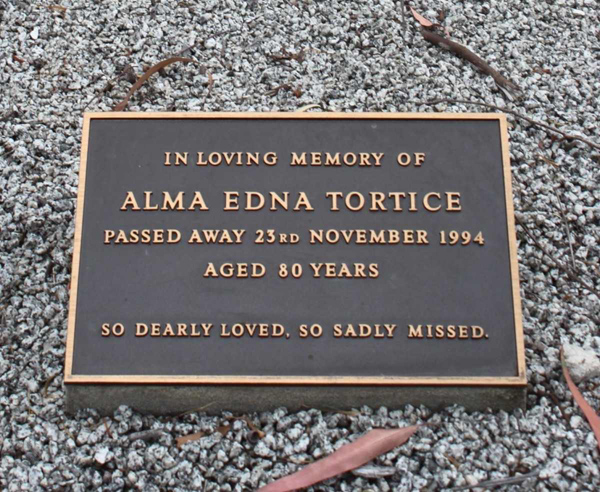 IN LOVING MEMORY OF
ALMA EDNA TORTICE
PASSED AWAY 23RD NOVEMBER 1994
AGED 80 YEARS
SO DEARLY LOVED, SO SADLY MISSED.